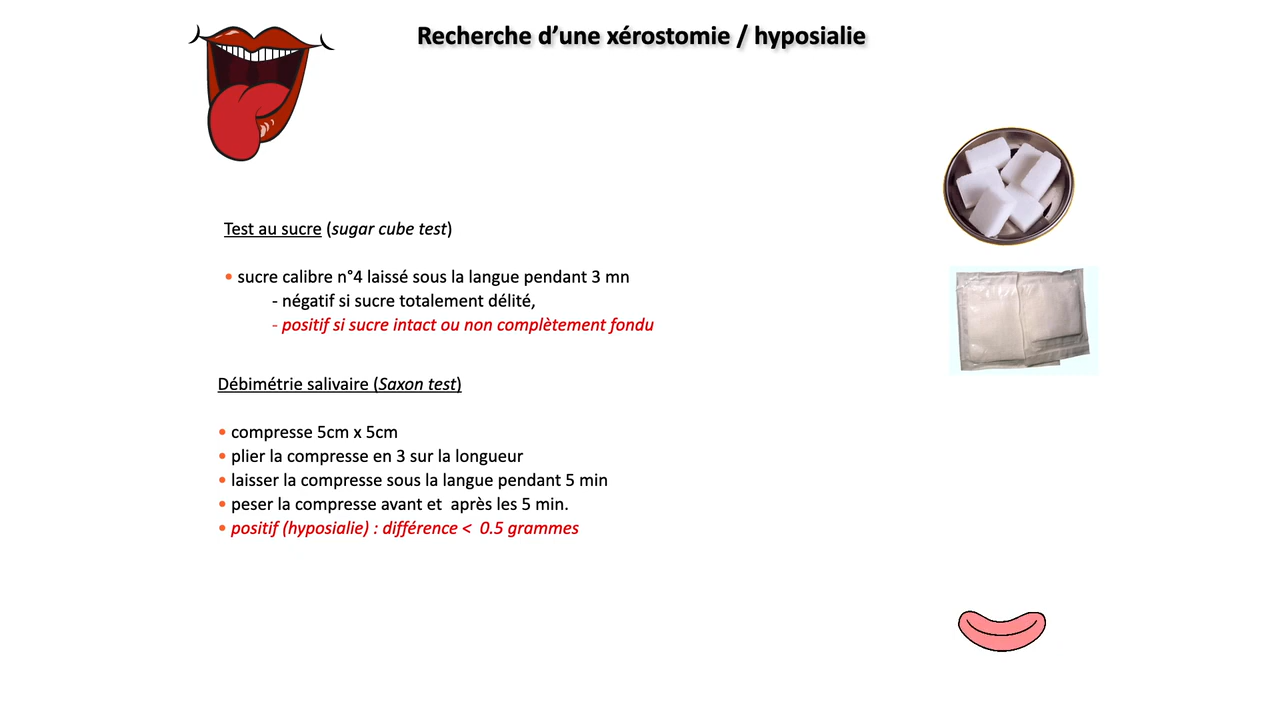 Recherche d’une xérostomie / hyposialie
Test au sucre (sugar cube test)
• sucre calibre n°4 laissé sous la langue pendant 3 mn
- négatif si sucre totalement délité,
- positif si sucre intact ou non complètement fondu
Débimétrie salivaire (Saxon test)
• compresse 5cm x 5cm
• plier la compresse en 3 sur la longueur
• laisser la compresse sous la langue pendant 5 min
• peser la compresse avant et  après les 5 min.
• positif (hyposialie) : différence <  0.5 grammes